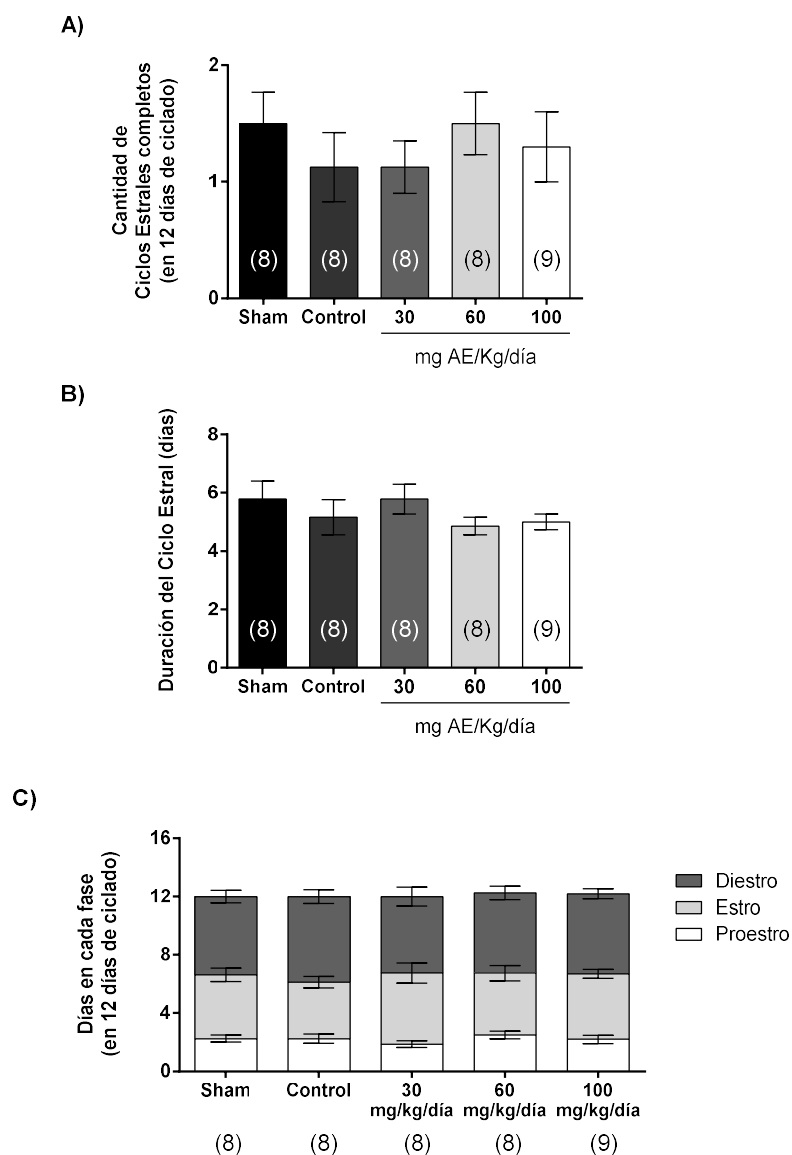 A)
Cantidad de
Ciclos Estrales completos
(en 12 días de ciclado)
2
1
0
(8) (8) (8) (8) (9)
Sham Control 30 60 100
mg AE/Kg/día
B)
Duración del Ciclo Estral (días)
8
6
4
2
0
(8) (8) (8) (8) (9)
Sham Control 30 60 100
mg AE/Kg/día
C)
Días en cada fase
(en 12 días de ciclado)
16
12
8
4
0
Diestro
Estro
Proestro
Sham Control 30 60 100
mg/kg/día mg/kg/día mg/kg/día
(8) (8) (8) (8) (9)